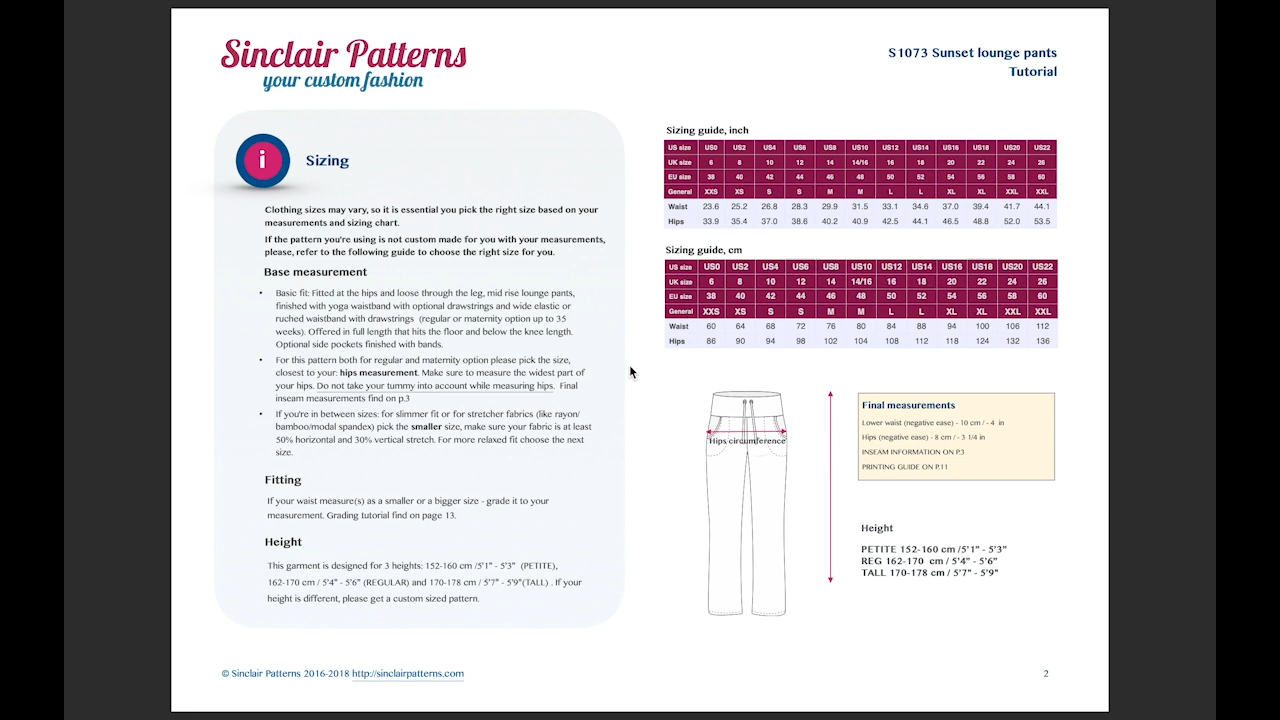 Sinclair Patterns
your custom fashion
S1073 Sunset lounge pants
Tutorial
i
Sizing
Clothing sizes may vary, so it is essential you pick the right size based on your
measurements and sizing chart.
If the pattern you're using is not custom made for you with your measurements,
please, refer to the following guide to choose the right size for you.
Base measurement
• Basic fit: Fitted at the hips and loose through the leg, mid rise lounge pants,
finished with yoga waistband with optional drawstrings and wide elastic or
ruched waistband with drawstrings (regular or maternity option up to 35
weeks). Offered in full length that hits the floor and below the knee length.
Optional side pockets finished with bands.
• For this pattern both for regular and maternity option please pick the size,
closest to your: hips measurement. Make sure to measure the widest part of
your hips. Do not take your tummy into account while measuring hips. Final
inseam measurements find on p.3
• If you're in between sizes: for slimmer fit or for stretcher fabrics (like rayon/
bamboo/modal spandex) pick the smaller size, make sure your fabric is at least
50% horizontal and 30% vertical stretch. For more relaxed fit choose the next
size.
Fitting
If your waist measure(s) as a smaller or a bigger size - grade it to your
measurement. Grading tutorial find on page 13.
Height
This garment is designed for 3 heights: 152-160 cm /5'1" - 5'3" (PETITE),
162-170 cm / 5'4" - 5'6" (REGULAR) and 170-178 cm / 5'7" - 5'9"(TALL) . If your
height is different, please get a custom sized pattern.
Sizing guide, inch
US size US0 US2 US4 US6 US8 US10 US12 US14 US16 US18 US20 US22
UK size 6 8 10 12 14 14/16 16 18 20 22 24 26
EU size 38 40 42 44 46 48 50 52 54 56 58 60
General XXS XS S S M M L L XL XL XXL XXL
Waist 23.6 25.2 26.8 28.3 29.9 31.5 33.1 34.6 37.0 39.4 41.7 44.1
Hips 33.9 35.4 37.0 38.6 40.2 40.9 42.5 44.1 46.5 48.8 52.0 53.5
Sizing guide, cm
US size US0 US2 US4 US6 US8 US10 US12 US14 US16 US18 US20 US22
UK size 6 8 10 12 14 14/16 16 18 20 22 24 26
EU size 38 40 42 44 46 48 50 52 54 56 58 60
General XXS XS S S M M L L XL XL XXL XXL
Waist 60 64 68 72 76 80 84 88 94 100 106 112
Hips 86 90 94 98 102 104 108 112 118 124 132 136
Hips circumference
Final measurements
Lower waist (negative ease) - 10 cm / - 4 in
Hips (negative ease) - 8 cm / - 3 1/4 in
INSEAM INFORMATION ON P.3
PRINTING GUIDE ON P.11
Height
PETITE 152-160 cm /5'1" - 5'3"
REG 162-170 cm / 5'4" - 5'6"
TALL 170-178 cm / 5'7" - 5'9"
© Sinclair Patterns 2016-2018 http://sinclairpatterns.com
2